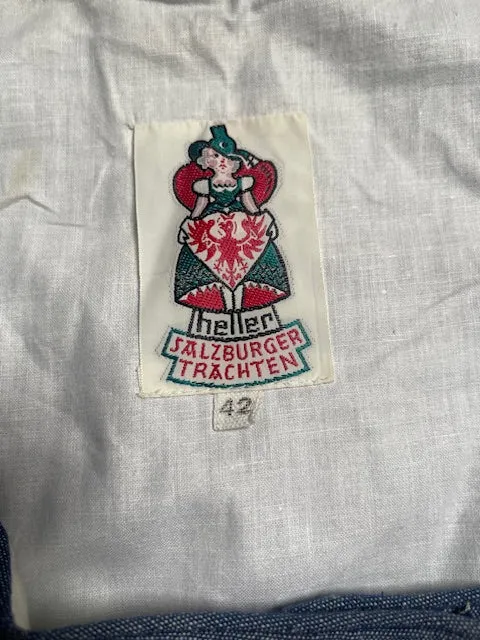 heller
SALZBURGER
TRACHTEN
42